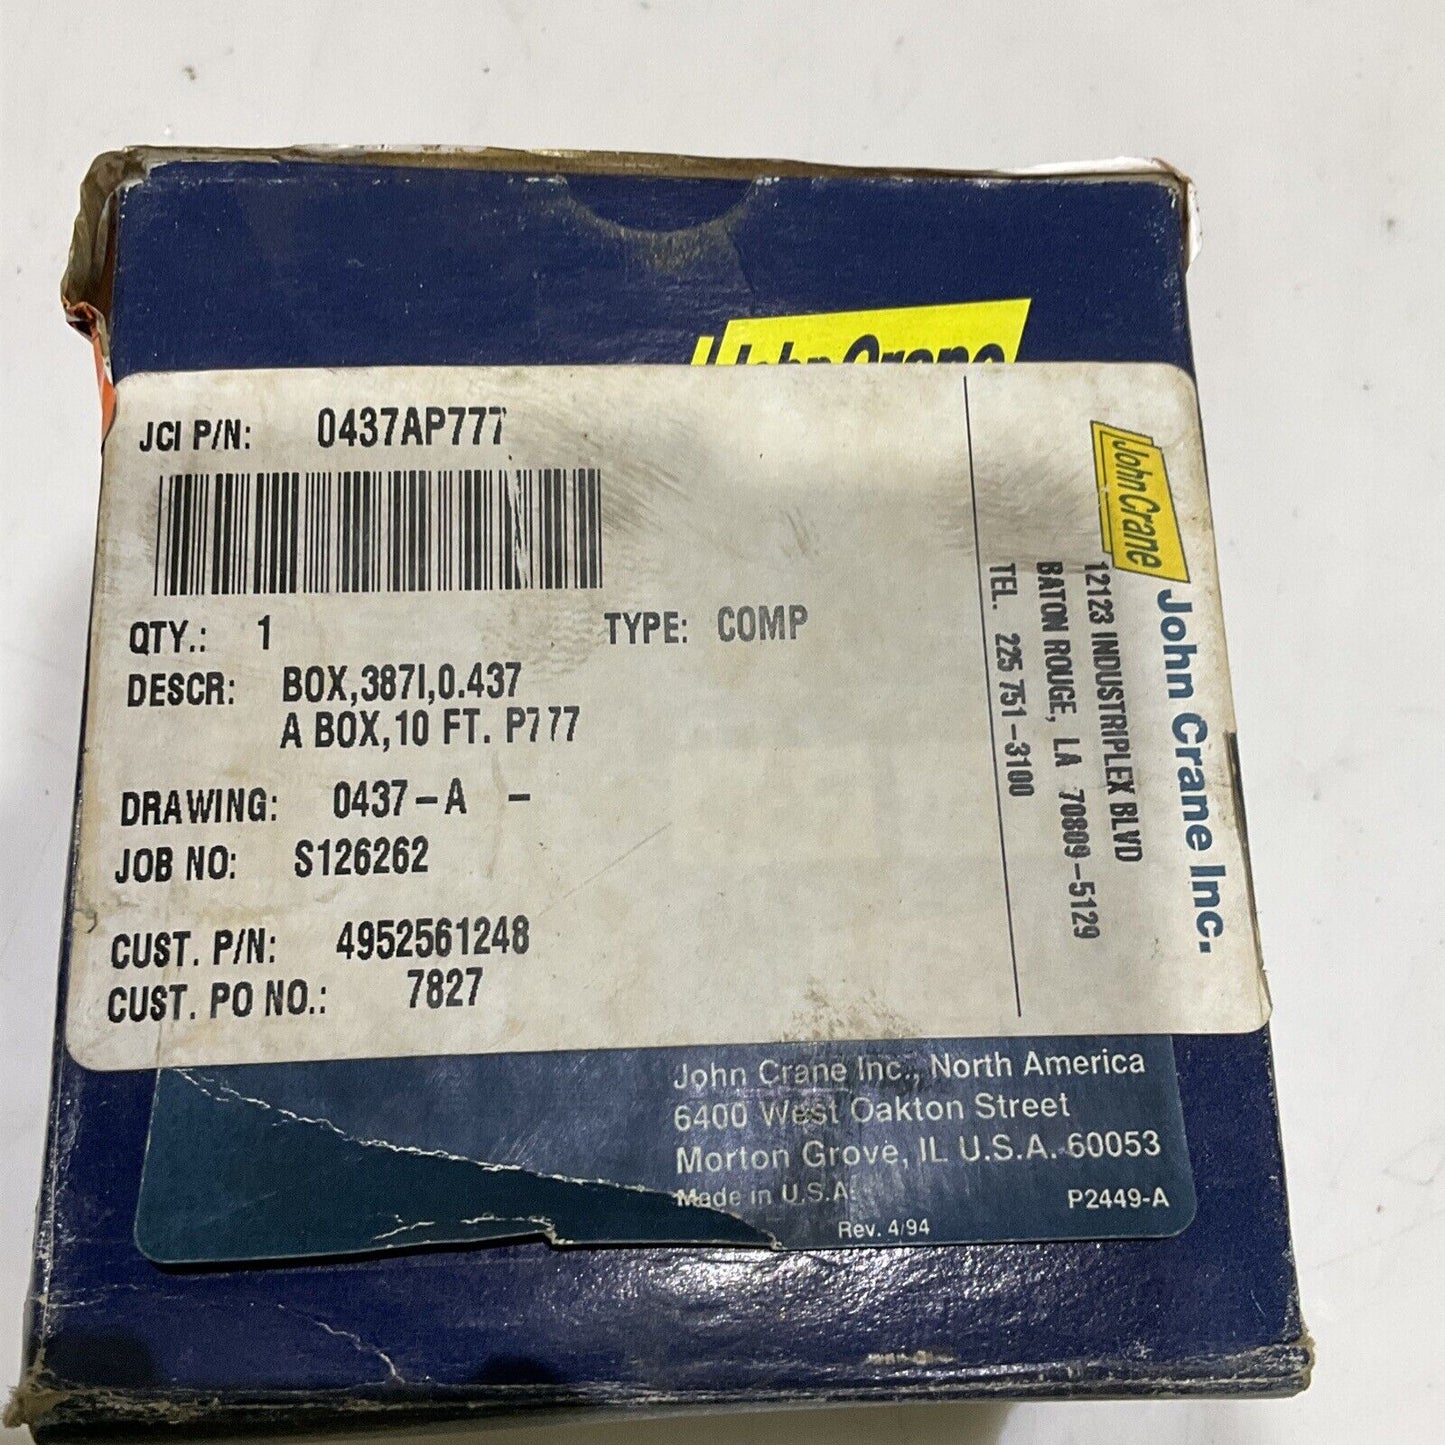 John Crane
JCI P/N: 0437AP777
QTY.: 1 TYPE: COMP
DESCR: BOX,387I,0.437
A BOX,10 FT. P777
DRAWING: 0437-A -
JOB NO: S126262
CUST. P/N: 4952561248
CUST. PO NO.: 7827
John Crane
John Crane Inc.
12123 INDUSTRIPLEX BLVD
BATON ROUGE, LA 70809-5129
TEL. 225 751-3100
John Crane Inc., North America
6400 West Oakton Street
Morton Grove, IL U.S.A. 60053
Made in U.S.A. P2449-A
Rev. 4/94